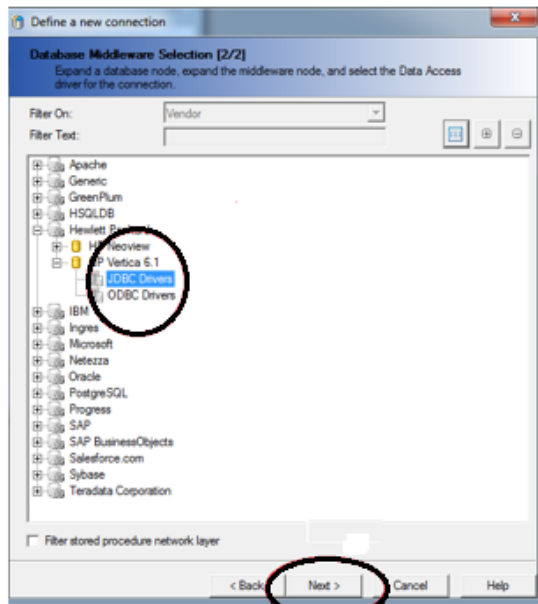 Define a new connection
Database Middleware Selection [2/2]
Expand a database node, expand the middleware node, and select the Data Access
driver for the connection.
Filter On:
Vendor
Filter Text:
Apache
Generic
GreenPlum
HSQLDB
Hewlett
Neoview
Vertica 6.1
JDBC Drivers
ODBC Drivers
IBM
Ingres
Microsoft
Netezza
Oracle
PostgreSQL
Progress
SAP
SAP BusinessObjects
Salesforce.com
Sybase
Teradata Corporation
Filter stored procedure network layer
< Back
Next >
Cancel
Help